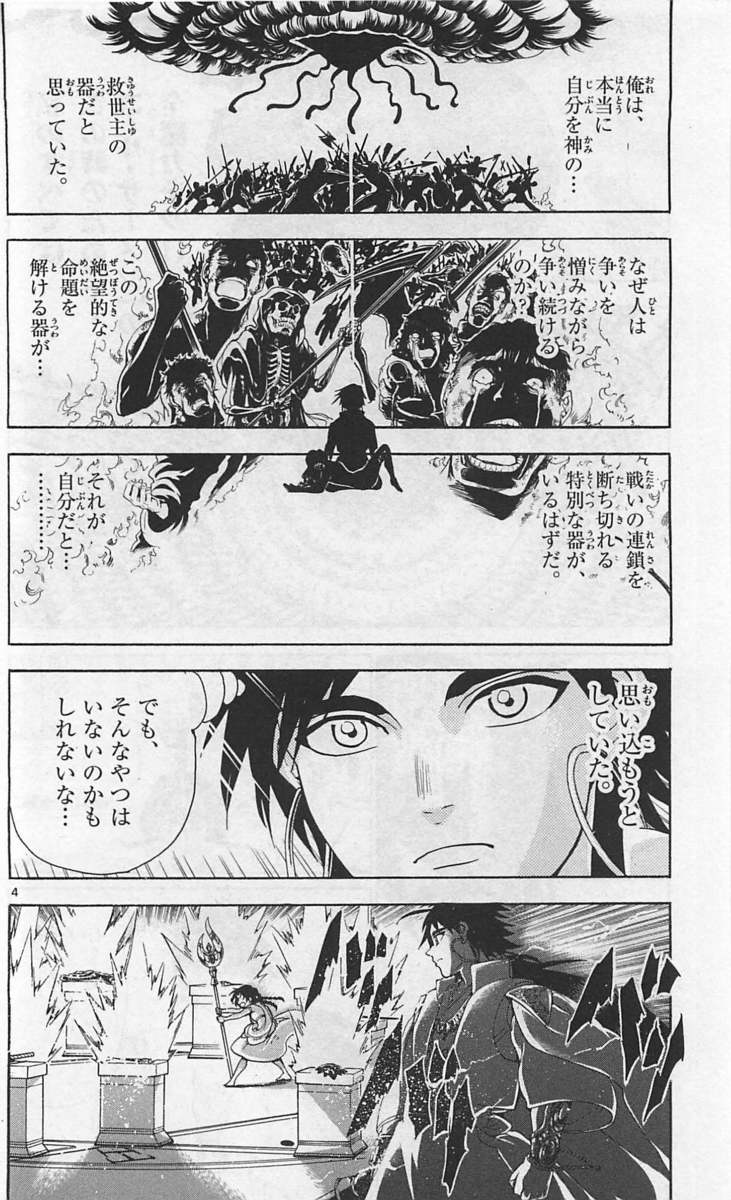 俺は、
本当に
自分を神の…
救世主の
器だと
思っていた。
なぜ人は
争いを
憎みながら
争い続ける
のか？
この
絶望的な
命題を
解ける器が…
戦いの連鎖を
断ち切れる
特別な器が、
いるはずだ。
それが
自分だと…
…………
思い込もうと
していた。
でも、
そんなやつは
いないのかも
しれないな…
4